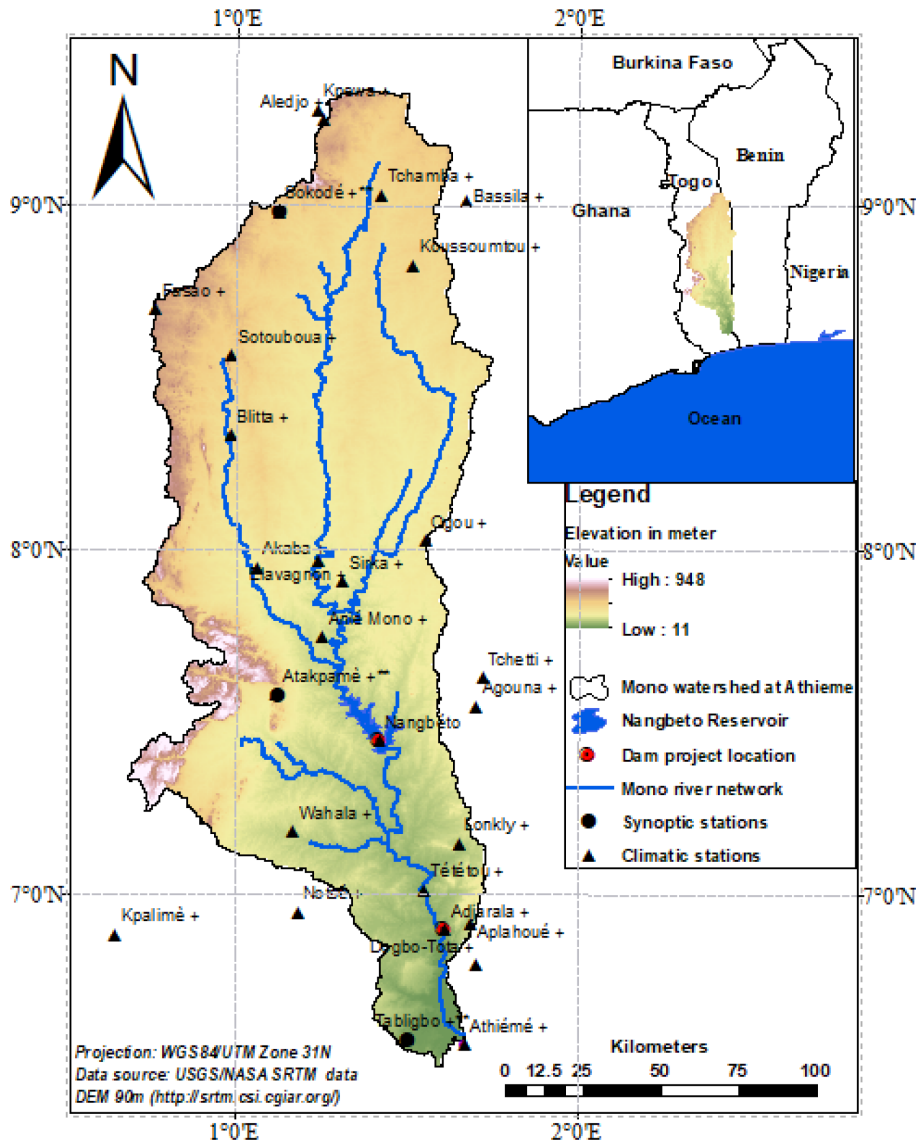 1°0'E 2°0'E
N
Burkina Faso
Aledjo +
Kpewa +
Benin
Sokodé +**
Tchamba +
Bassila +
Togo
9°0'N 9°0'N
Ghana
Koussoumtou +
Nigeria
Fasao +
Sotouboua +
Blitta +
Ocean
Legend
Ogou +
Elevation in meter
8°0'N 8°0'N
Akaba
Elavagnon +
Sirka +
Value
High : 948
Anié Mono +
Low : 11
Tchetti +
Atakpamè +**
Agouna +
Mono watershed at Athieme
Nangbeto
Nangbeto Reservoir
Dam project location
Mono river network
Wahala +
Lonkly +
Synoptic stations
Climatic stations
Tététou +
7°0'N 7°0'N
Notsé +
Kpalimè +
Adjarala +
Aplahoué +
Dogbo-Tota +
Tabligbo +**
Athiémé +
Projection: WGS84/UTM Zone 31N
Data source: USGS/NASA SRTM data
DEM 90m (http://srtm.csi.cgiar.org/)
Kilometers
0 12.5 25 50 75 100
1°0'E 2°0'E